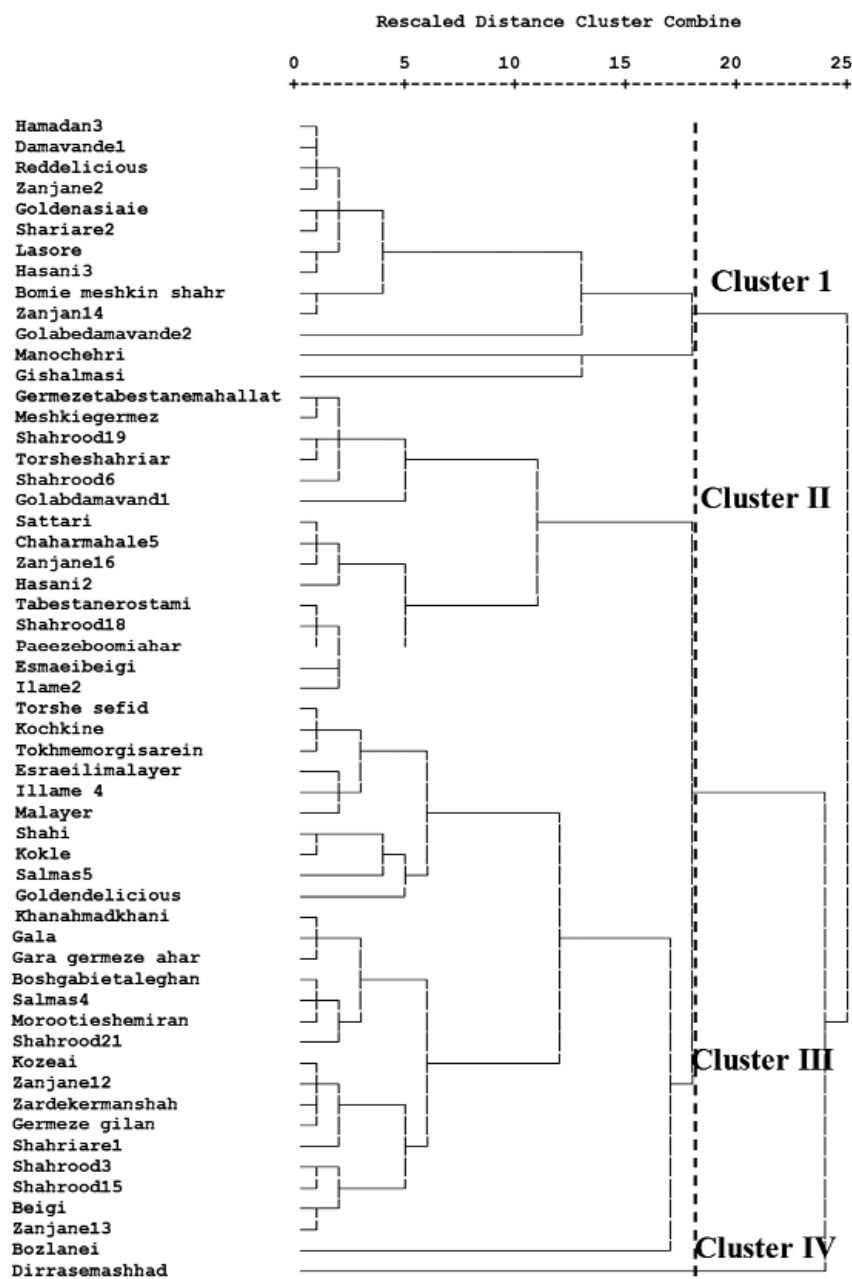 Rescaled Distance Cluster Combine
0 5 10 15 20 25
Hamadan3
Damavande1
Reddelicious
Zanjane2
Goldenasiaie
Shariare2
Lasore
Hasani3
Cluster 1
Bomie meshkin shahr
Zanjan14
Golabedamavande2
Manochehri
Gishalmasi
Germezetabestanemahallat
Meshkiegermez
Shahrood19
Torsheshahriar
Shahrood6
Cluster II
Golabdamavand1
Sattari
Chaharmahale5
Zanjane16
Hasani2
Tabestanerostami
Shahrood18
Paeezeboomiahar
Esmaeibeigi
Ilame2
Torshe sefid
Kochkine
Tokhmemorgisarein
Esraeilimalayer
Illame 4
Malayer
Shahi
Kokle
Salmas5
Goldendelicious
Khanahmadkhani
Gala
Gara germeze ahar
Boshgabietaleghan
Salmas4
Morootieshemiran
Shahrood21
Kozeai
Cluster III
Zanjane12
Zardekermanshah
Germeze gilan
Shahriare1
Shahrood3
Shahrood15
Beigi
Zanjane13
Bozlanei
Cluster IV
Dirrasemashhad